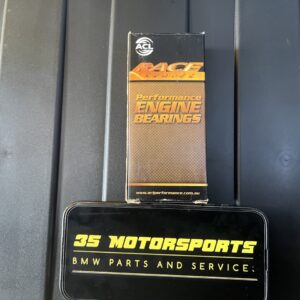 ACL
RACE
SERIES
Performance
ENGINE
BEARINGS
www.aclperformance.com.au
35 MOTORSPORTS
BMW PARTS AND SERVICE.